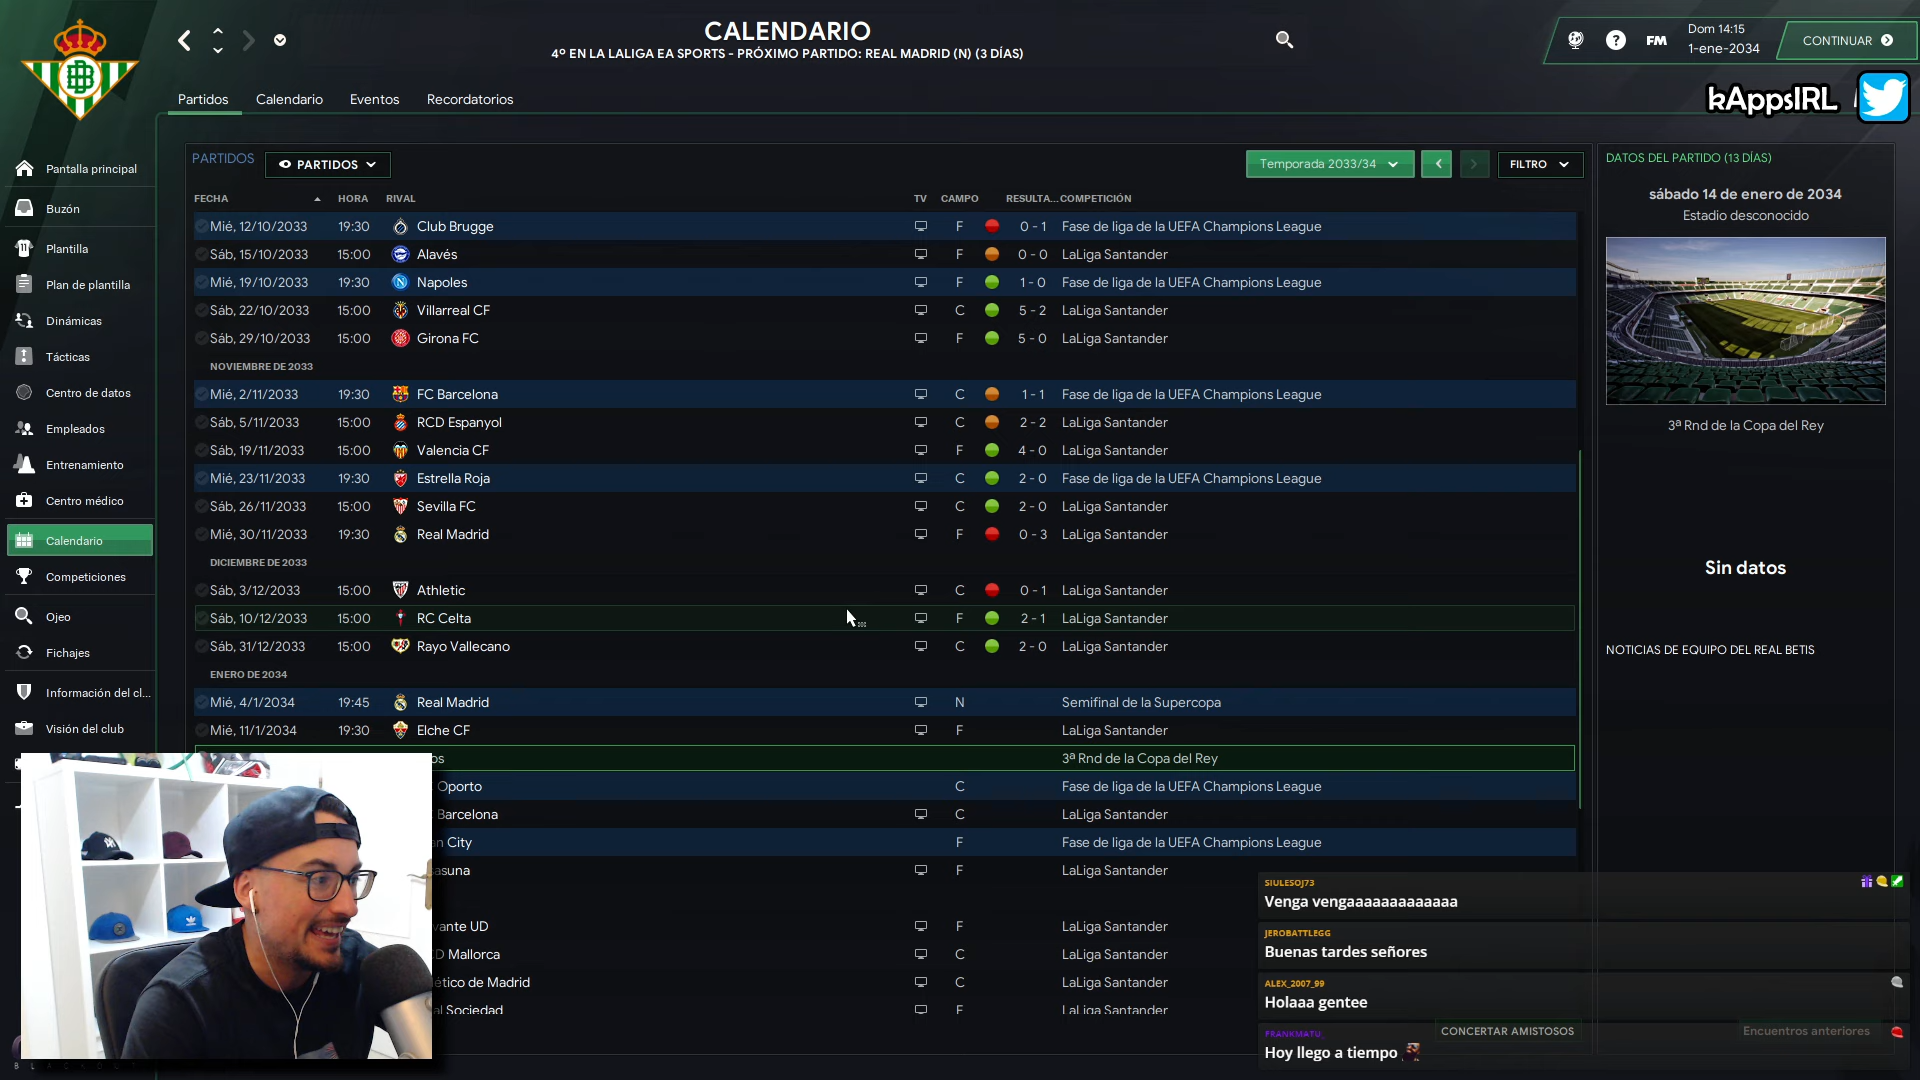 CALENDARIO
4º EN LA LALIGA EA SPORTS - PRÓXIMO PARTIDO: REAL MADRID (N) (3 DÍAS)
FM
Dom 14:15
1-ene-2034
CONTINUAR
kAppsIRL
Partidos Calendario Eventos Recordatorios
Pantalla principal
Buzón
Plantilla
Plan de plantilla
Dinámicas
Tácticas
Centro de datos
Empleados
Entrenamiento
Centro médico
Calendario
Competiciones
Ojeo
Fichajes
Información del cl...
Visión del club
PARTIDOS PARTIDOS Temporada 2033/34 FILTRO
FECHA HORA RIVAL TV CAMPO RESULTA... COMPETICIÓN
Mié, 12/10/2033 19:30 Club Brugge F 0 - 1 Fase de liga de la UEFA Champions League
Sáb, 15/10/2033 15:00 Alavés F 0 - 0 LaLiga Santander
Mié, 19/10/2033 19:30 Napoles F 1 - 0 Fase de liga de la UEFA Champions League
Sáb, 22/10/2033 15:00 Villarreal CF C 5 - 2 LaLiga Santander
Sáb, 29/10/2033 15:00 Girona FC F 5 - 0 LaLiga Santander
NOVIEMBRE DE 2033
Mié, 2/11/2033 19:30 FC Barcelona C 1 - 1 Fase de liga de la UEFA Champions League
Sáb, 5/11/2033 15:00 RCD Espanyol C 2 - 2 LaLiga Santander
Sáb, 19/11/2033 15:00 Valencia CF F 4 - 0 LaLiga Santander
Mié, 23/11/2033 19:30 Estrella Roja C 2 - 0 Fase de liga de la UEFA Champions League
Sáb, 26/11/2033 15:00 Sevilla FC C 2 - 0 LaLiga Santander
Mié, 30/11/2033 19:30 Real Madrid F 0 - 3 LaLiga Santander
DICIEMBRE DE 2033
Sáb, 3/12/2033 15:00 Athletic C 0 - 1 LaLiga Santander
Sáb, 10/12/2033 15:00 RC Celta F 2 - 1 LaLiga Santander
Sáb, 31/12/2033 15:00 Rayo Vallecano C 2 - 0 LaLiga Santander
ENERO DE 2034
Mié, 4/1/2034 19:45 Real Madrid N Semifinal de la Supercopa
Mié, 11/1/2034 19:30 Elche CF F LaLiga Santander
os 3ª Rnd de la Copa del Rey
Oporto C Fase de liga de la UEFA Champions League
Barcelona C LaLiga Santander
n City F Fase de liga de la UEFA Champions League
asuna F LaLiga Santander
vante UD F LaLiga Santander
D Mallorca C LaLiga Santander
ético de Madrid C LaLiga Santander
al Sociedad F LaLiga Santander
DATOS DEL PARTIDO (13 DÍAS)
sábado 14 de enero de 2034
Estadio desconocido
3ª Rnd de la Copa del Rey
Sin datos
NOTICIAS DE EQUIPO DEL REAL BETIS
SIULESOJ73
Venga vengaaaaaaaaaaaaa
JEROBATTLEGG
Buenas tardes señores
ALEX_2007_99
Holaaa gentee
FRANKMATU_
Hoy llego a tiempo
CONCERTAR AMISTOSOS
Encuentros anteriores